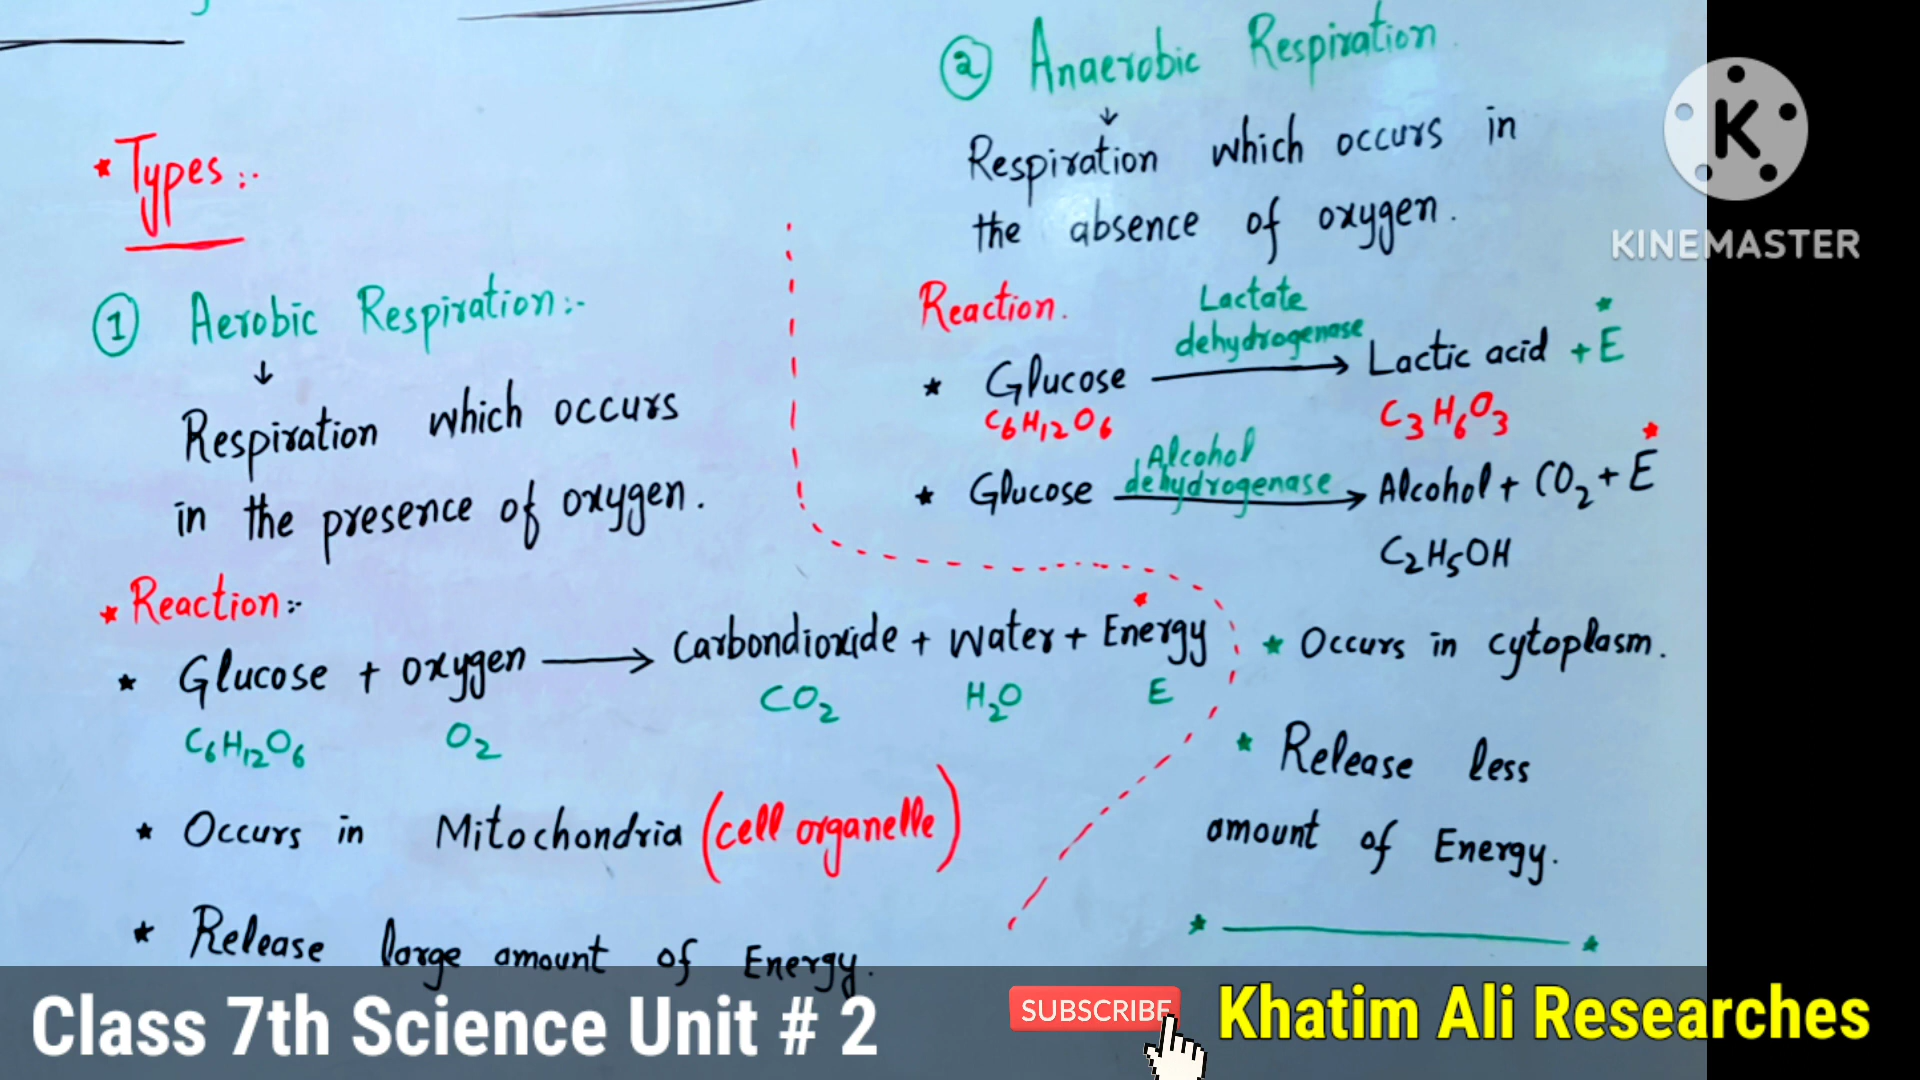 * Types :-
① Aerobic Respiration:-
↓
Respiration which occurs
in the presence of oxygen.
* Reaction:-
* Glucose + oxygen ⟶ Carbondioxide + Water + Energy
C₆H₁₂O₆ O₂ CO₂ H₂O E
* Occurs in Mitochondria (cell organelle)
* Release large amount of Energy.
② Anaerobic Respiration.
↓
Respiration which occurs in
the absence of oxygen.
Reaction.
Lactate
dehydrogenase
* Glucose ⟶ Lactic acid + E
C₆H₁₂O₆ C₃H₆O₃
Alcohol
dehydrogenase
* Glucose ⟶ Alcohol + CO₂ + E
C₂H₅OH
* Occurs in cytoplasm.
* Release less
amount of Energy.
K
KINEMASTER
Class 7th Science Unit # 2
SUBSCRIBE
Khatim Ali Researches